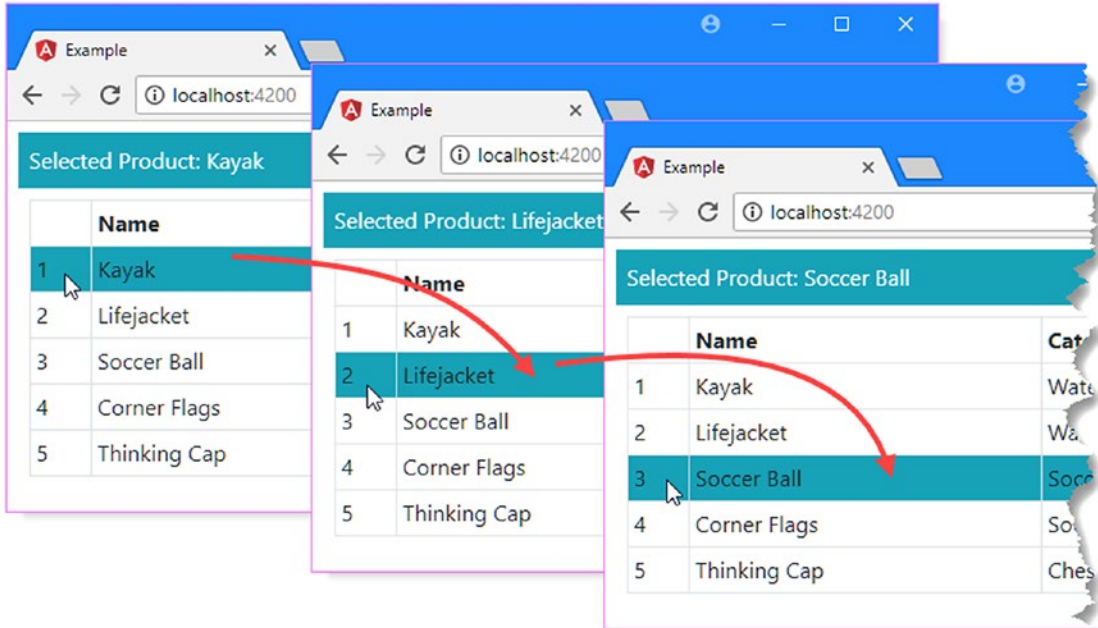 Example
localhost:4200
Selected Product: Kayak
Name
1 Kayak
2 Lifejacket
3 Soccer Ball
4 Corner Flags
5 Thinking Cap
Example
localhost:4200
Selected Product: Lifejacket
Name
1 Kayak
2 Lifejacket
3 Soccer Ball
4 Corner Flags
5 Thinking Cap
Example
localhost:4200
Selected Product: Soccer Ball
Name
1 Kayak
2 Lifejacket
3 Soccer Ball
4 Corner Flags
5 Thinking Cap Ches